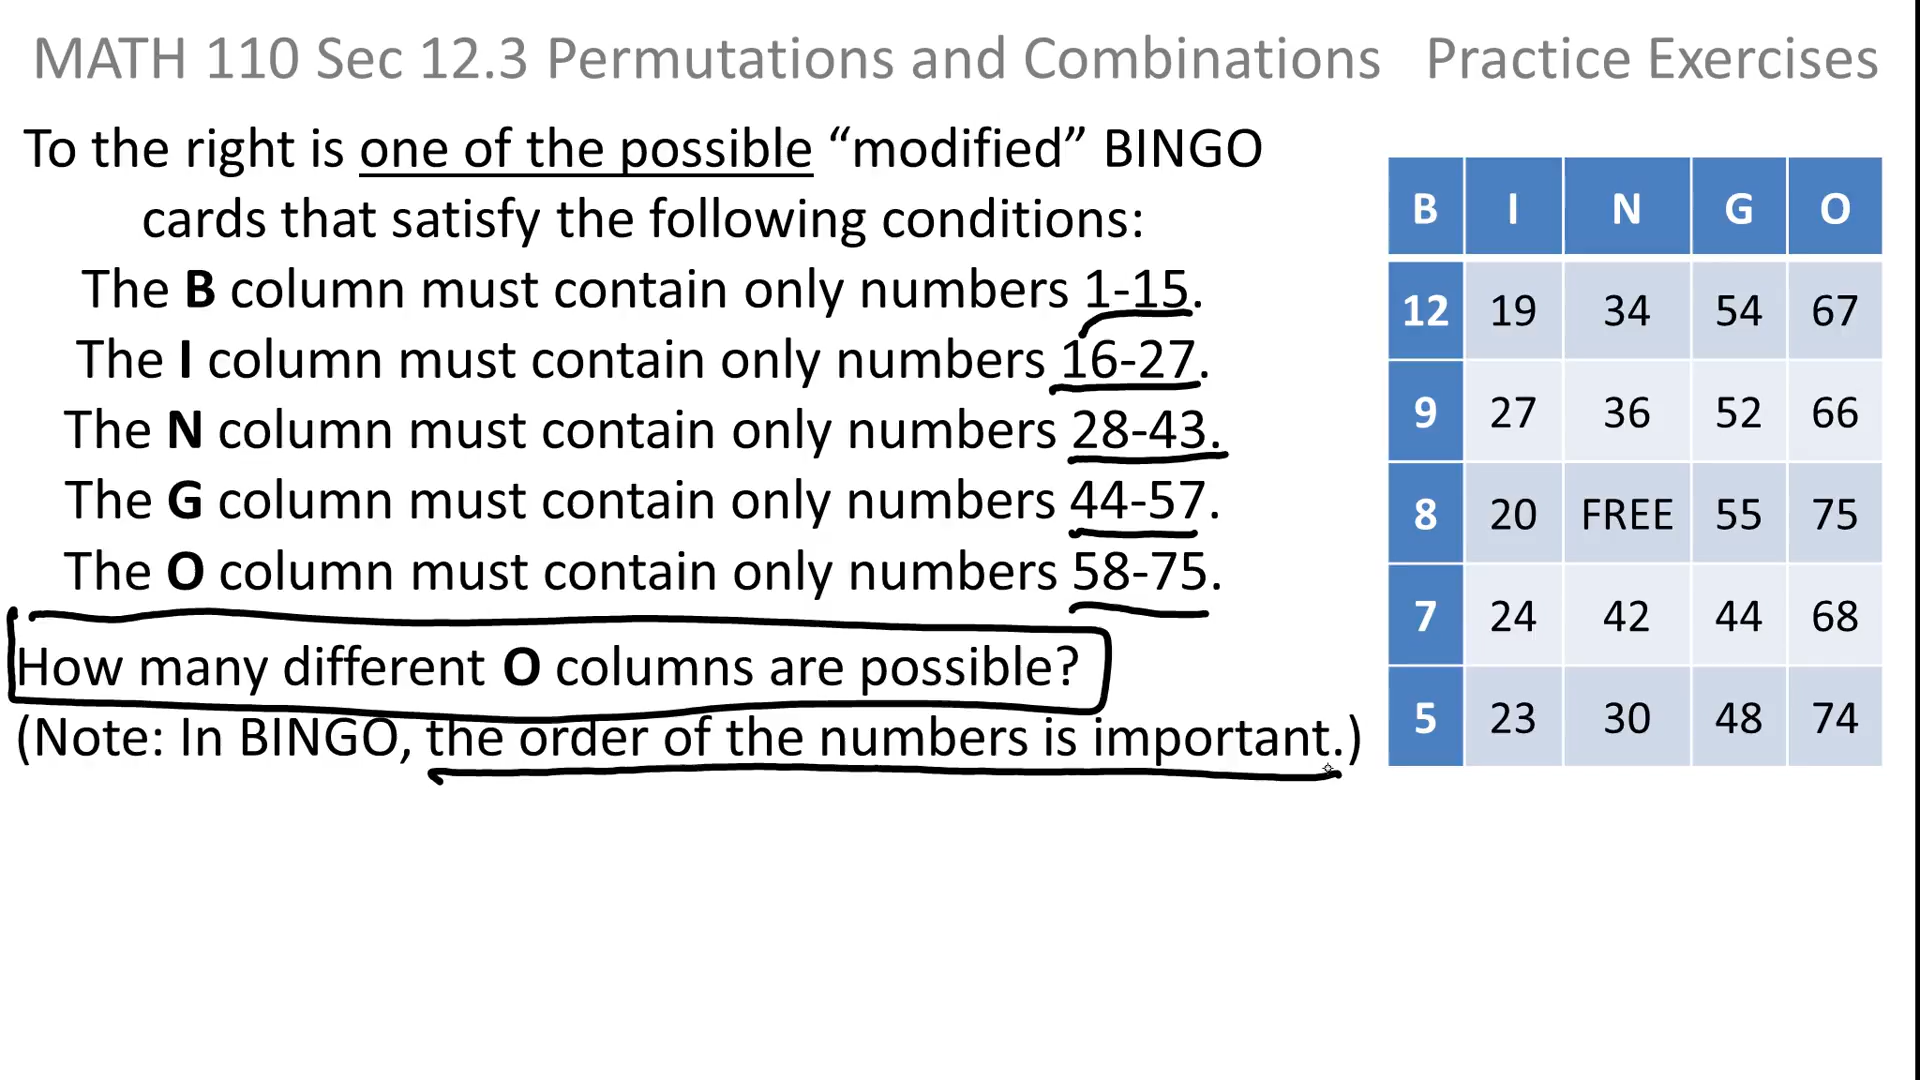 MATH 110 Sec 12.3 Permutations and Combinations Practice Exercises
To the right is one of the possible “modified” BINGO
cards that satisfy the following conditions:
The B column must contain only numbers 1-15.
The I column must contain only numbers 16-27.
The N column must contain only numbers 28-43.
The G column must contain only numbers 44-57.
The O column must contain only numbers 58-75.
How many different O columns are possible?
(Note: In BINGO, the order of the numbers is important.)
B I N G O
12 19 34 54 67
9 27 36 52 66
8 20 FREE 55 75
7 24 42 44 68
5 23 30 48 74